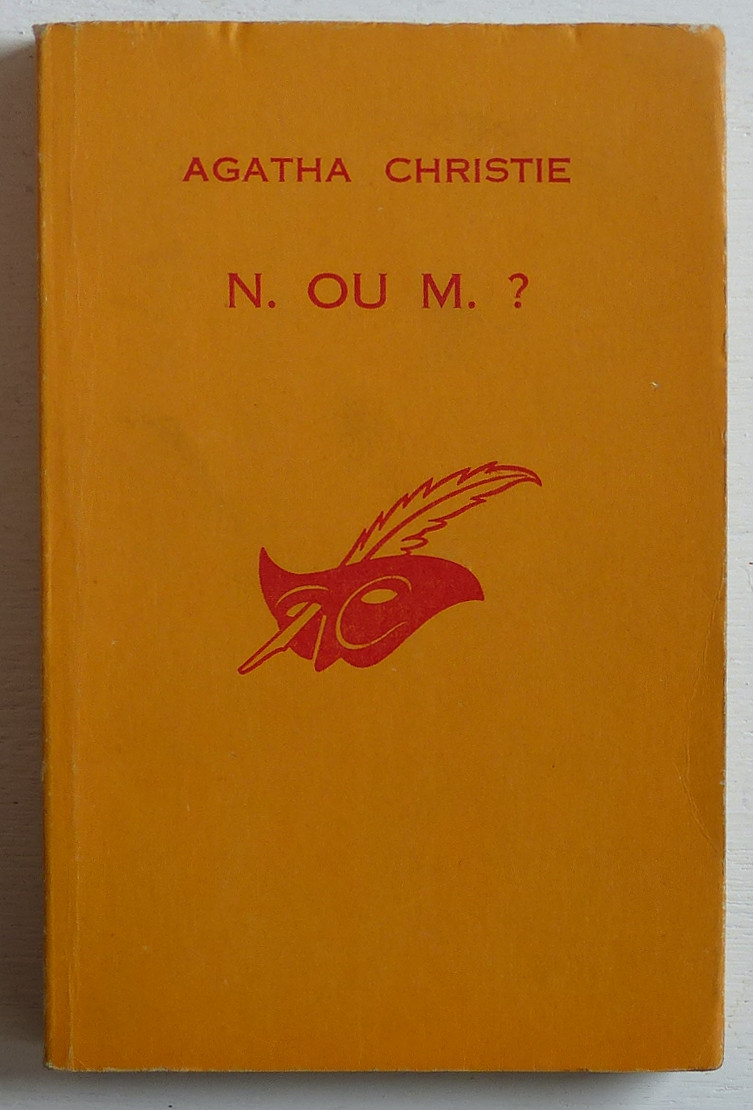 AGATHA CHRISTIE
N. OU M. ?